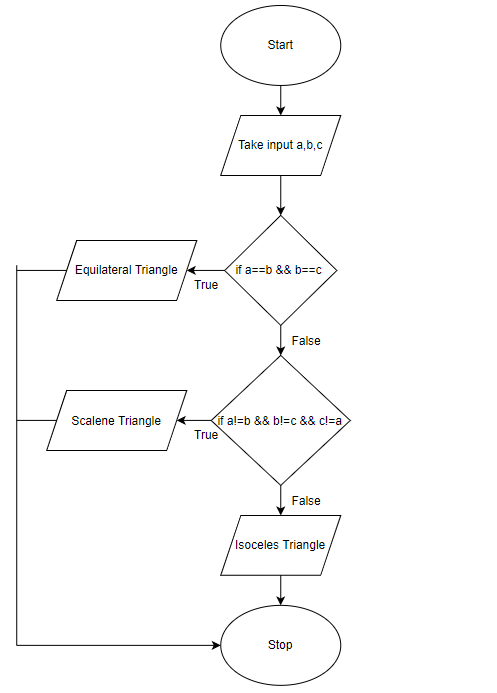 Start
Take input a,b,c
if a==b && b==c
True
Equilateral Triangle
False
if a!=b && b!=c && c!=a
True
Scalene Triangle
False
Isoceles Triangle
Stop